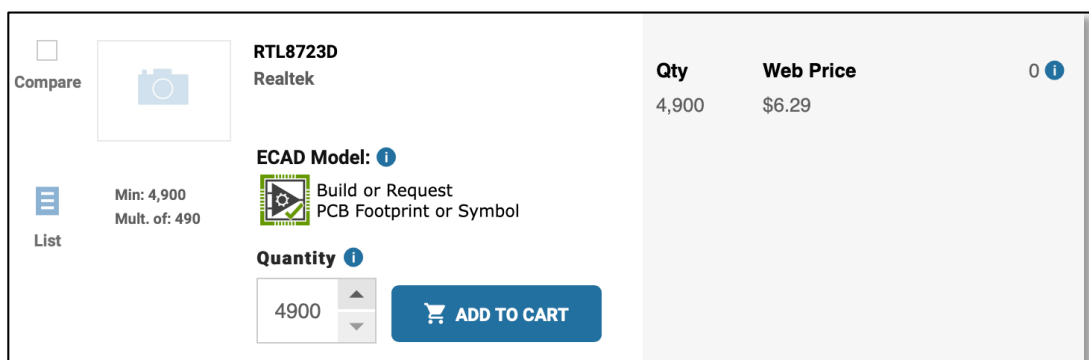 Compare
RTL8723D
Realtek
ECAD Model: i
Build or Request
PCB Footprint or Symbol
List
Min: 4,900
Mult. of: 490
Quantity i
4900
ADD TO CART
Qty Web Price 0 i
4,900 $6.29